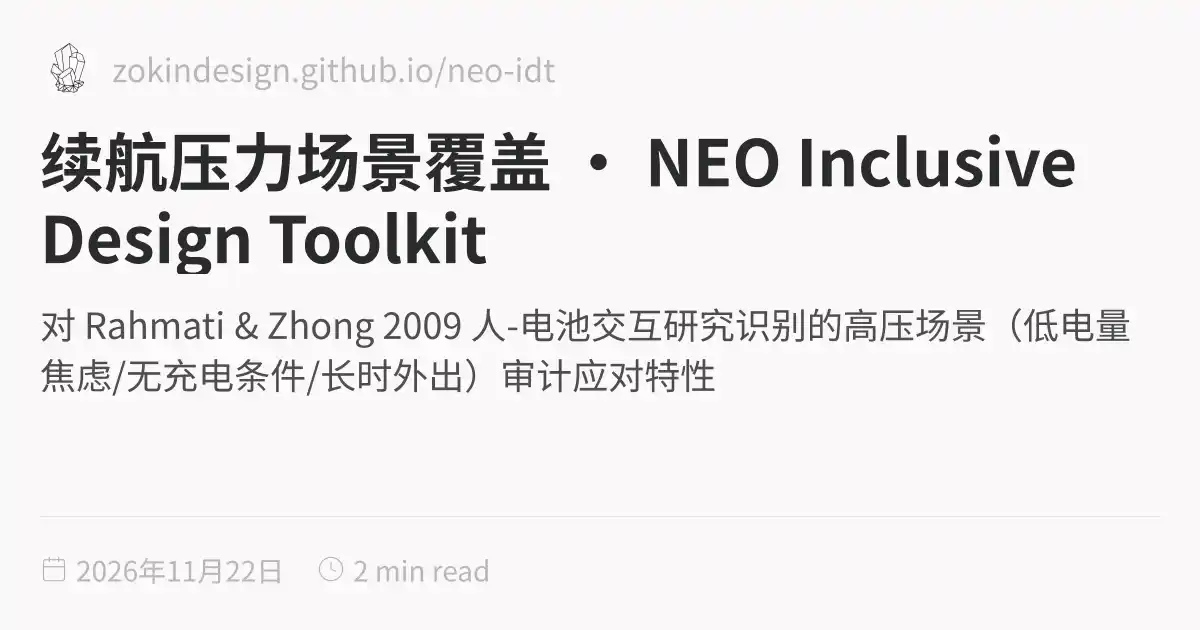 zokindesign.github.io/neo-idt
续航压力场景覆盖 · NEO Inclusive
Design Toolkit
对 Rahmati & Zhong 2009 人-电池交互研究识别的高压场景（低电量
焦虑/无充电条件/长时外出）审计应对特性
2026年11月22日 2 min read